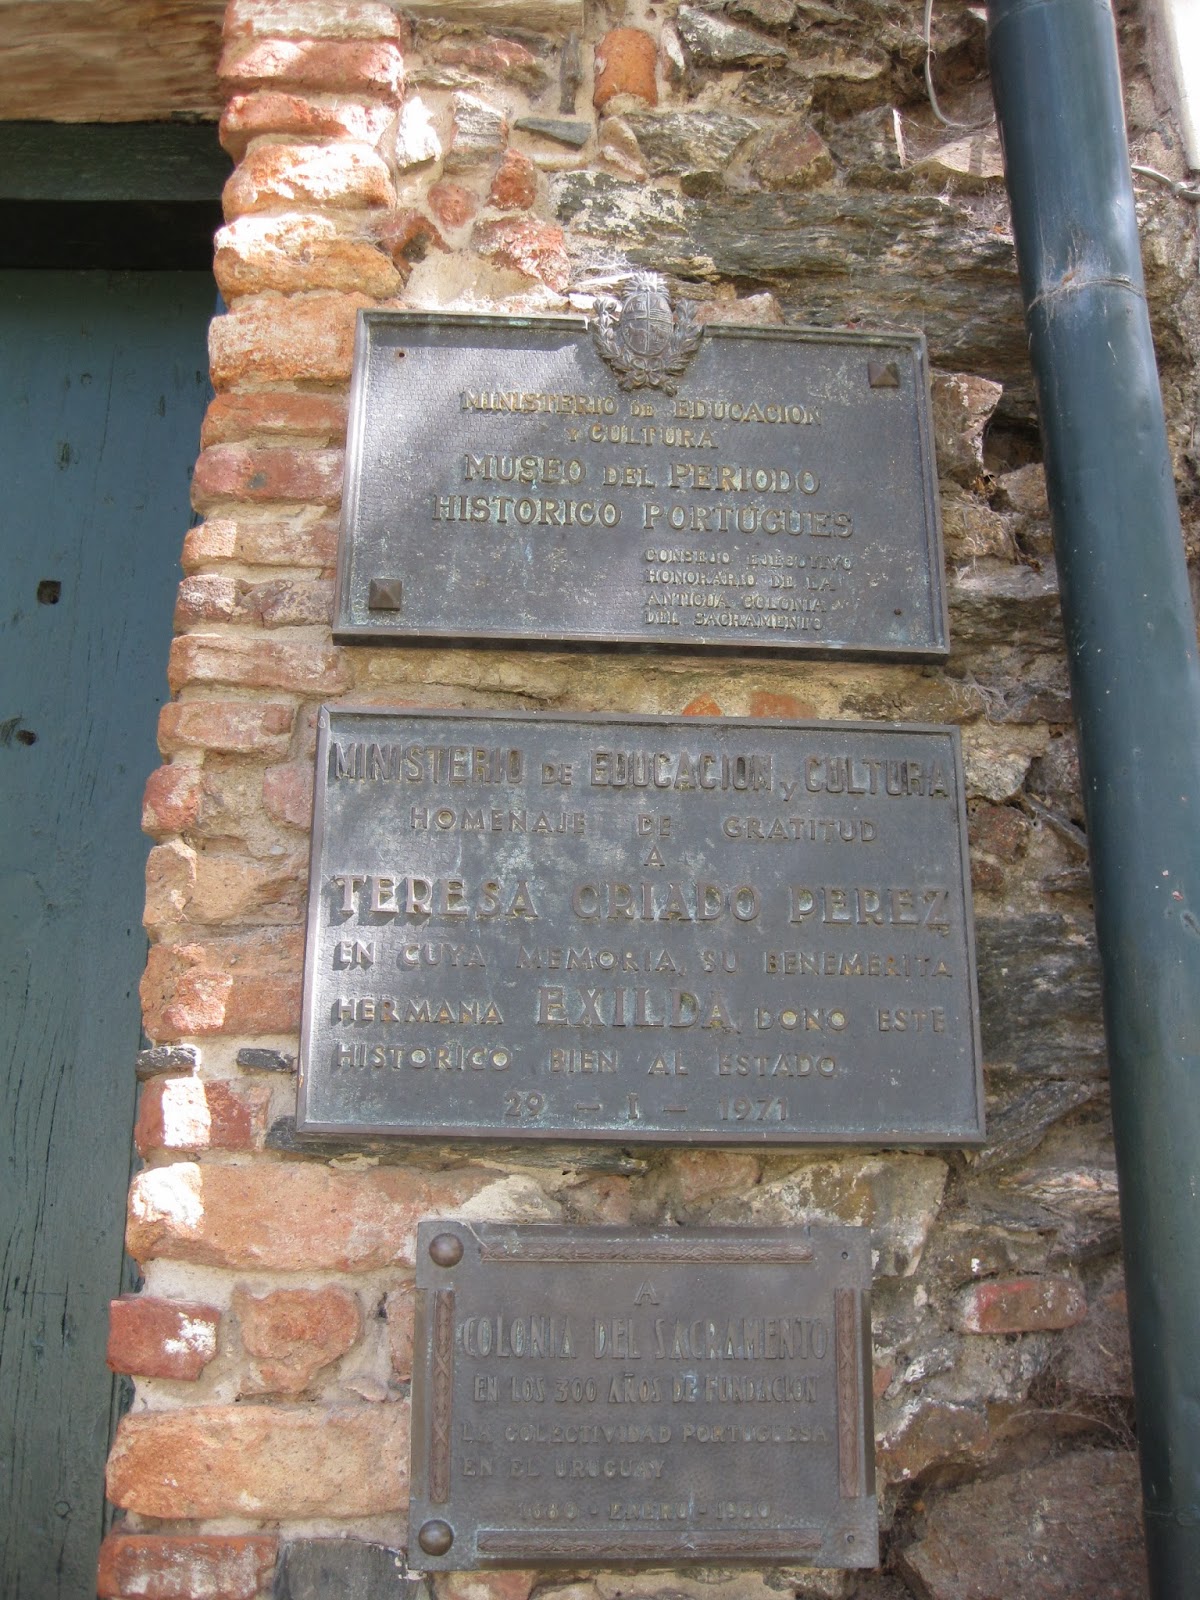 MINISTERIO DE EDUCACION
Y CULTURA
MUSEO DEL PERIODO
HISTORICO PORTUGUES
CONSEJO EJECUTIVO
HONORARIO DE LA
ANTIGUA COLONIA
DEL SACRAMENTO
MINISTERIO DE EDUCACION y CULTURA
HOMENAJE DE GRATITUD
A
TERESA CRIADO PEREZ
EN CUYA MEMORIA, SU BENEMERITA
HERMANA EXILDA, DONO ESTE
HISTORICO BIEN AL ESTADO
29 - I - 1971
A
COLONIA DEL SACRAMENTO
EN LOS 300 AÑOS DE FUNDACION
LA COLECTIVIDAD PORTUGUESA
EN EL URUGUAY
1680 - ENERO - 1980